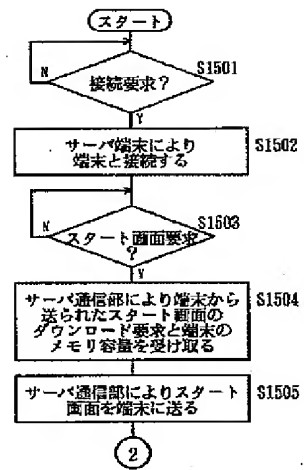 スタート
接続要求?
S1501
N
Y
サーバ端末により
端末と接続する
S1502
S1503
N
スタート画面要求
?
Y
サーバ通信部により端末から
送られたスタート画面の
ダウンロード要求と端末の
メモリ容量を受け取る
S1504
サーバ通信部によりスタート
画面を端末に送る
S1505
2